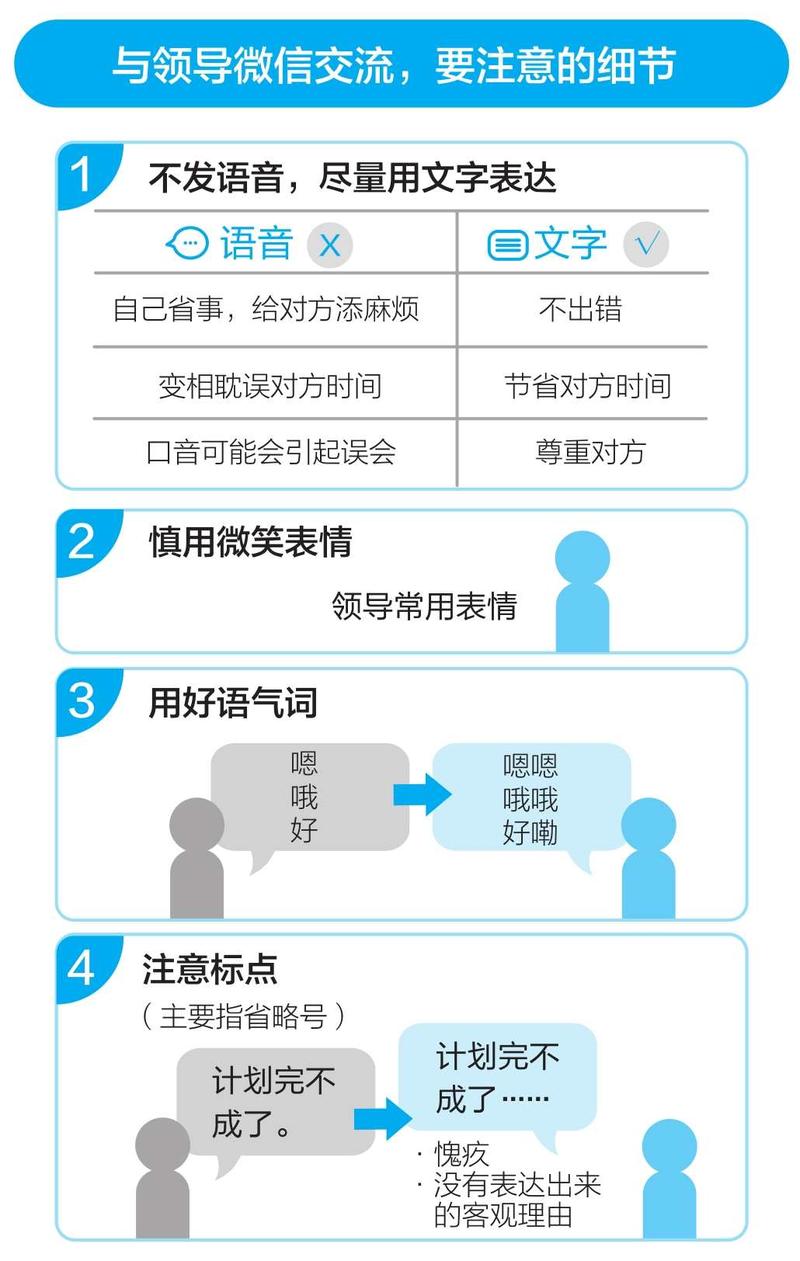 与领导微信交流，要注意的细节
1 不发语音，尽量用文字表达
语音 X 文字 √
自己省事，给对方添麻烦 不出错
变相耽误对方时间 节省对方时间
口音可能会引起误会 尊重对方
2 慎用微笑表情
领导常用表情
3 用好语气词
嗯 嗯嗯
哦 哦哦
好 好嘞
4 注意标点
（主要指省略号）
计划完不
成了。
计划完不
成了……
· 愧疚
· 没有表达出来
的客观理由